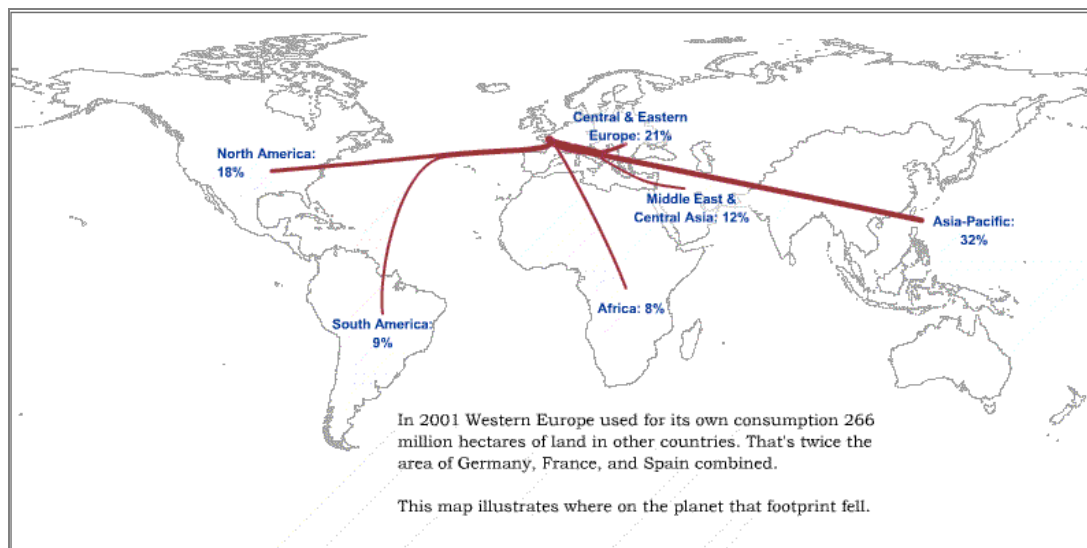 Central & Eastern
Europe: 21%
North America:
18%
Middle East &
Central Asia: 12%
Asia-Pacific:
32%
Africa: 8%
South America:
9%
In 2001 Western Europe used for its own consumption 266
million hectares of land in other countries. That's twice the
area of Germany, France, and Spain combined.
This map illustrates where on the planet that footprint fell.